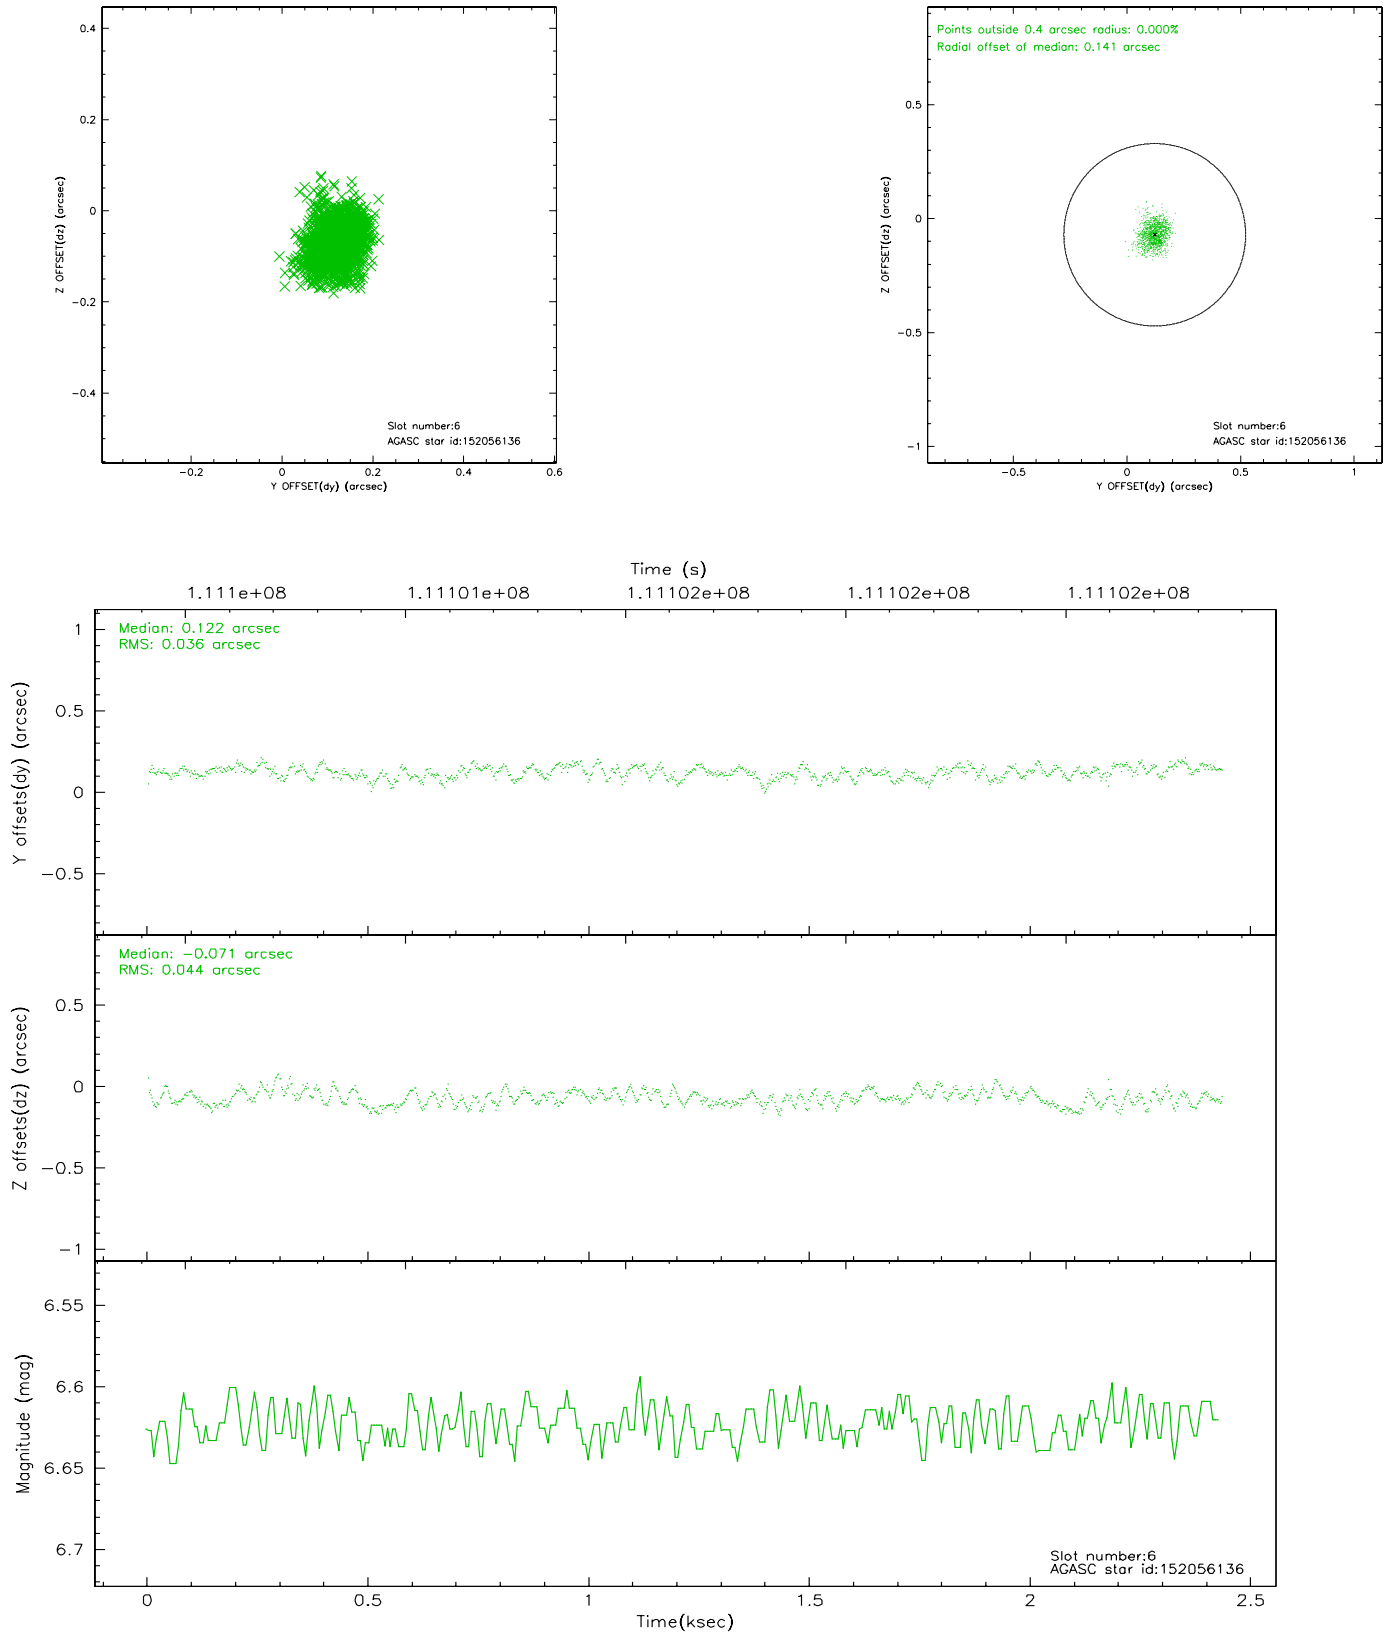 0.4
0.2
0
−0.2
−0.4
Z OFFSET(dz) (arcsec)
Slot number:6
AGASC star id:152056136
−0.2 0 0.2 0.4 0.6
Y OFFSET(dy) (arcsec)
Points outside 0.4 arcsec radius: 0.000%
Radial offset of median: 0.141 arcsec
0.5
0
−0.5
−1
Z OFFSET(dz) (arcsec)
Slot number:6
AGASC star id:152056136
−0.5 0 0.5 1
Y OFFSET(dy) (arcsec)
Time (s)
1.111e+08 1.11101e+08 1.11102e+08 1.11102e+08 1.11102e+08
Median: 0.122 arcsec
RMS: 0.036 arcsec
1
0.5
0
−0.5
Y offsets(dy) (arcsec)
Median: −0.071 arcsec
RMS: 0.044 arcsec
0.5
0
−0.5
−1
Z offsets(dz) (arcsec)
6.55
6.6
6.65
6.7
Magnitude (mag)
Slot number:6
AGASC star id:152056136
0 0.5 1 1.5 2 2.5
Time(ksec)